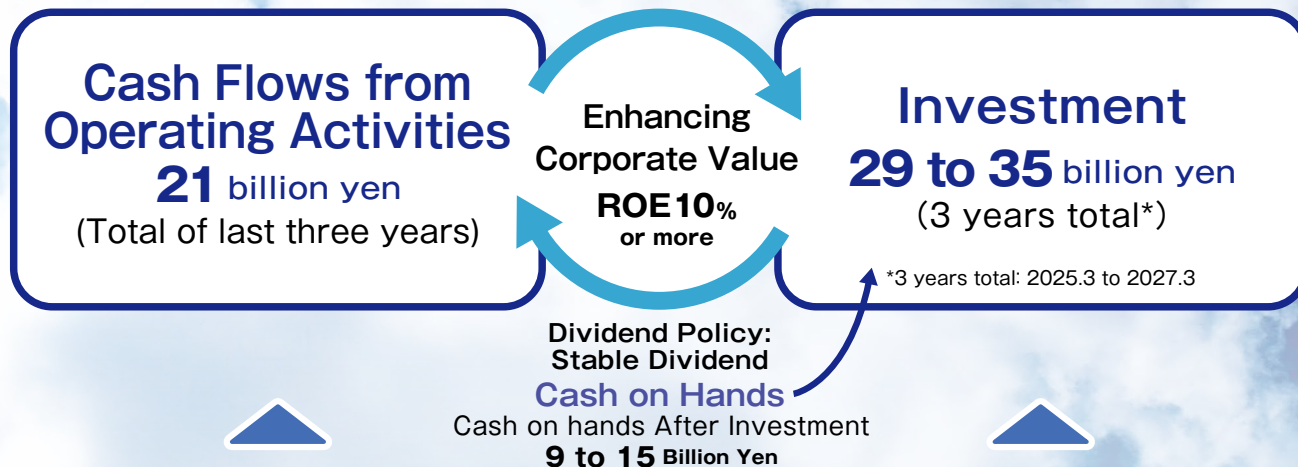 Cash Flows from
Operating Activities
21 billion yen
(Total of last three years)
Enhancing
Corporate Value
ROE10%
or more
Investment
29 to 35 billion yen
(3 years total*)
*3 years total: 2025.3 to 2027.3
Dividend Policy:
Stable Dividend
Cash on Hands
Cash on hands After Investment
9 to 15 Billion Yen